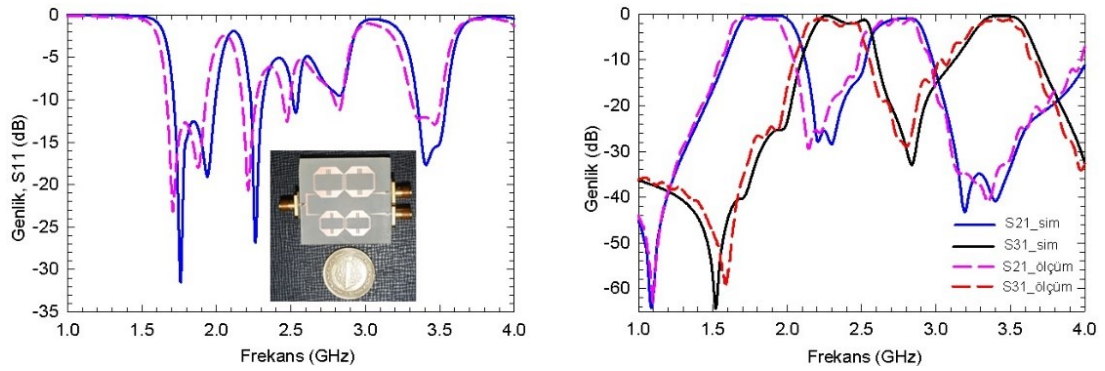 Genlik, S11 (dB)
0
-5
-10
-15
-20
-25
-30
-35
1.0 1.5 2.0 2.5 3.0 3.5 4.0
Frekans (GHz)
Genlik (dB)
0
-10
-20
-30
-40
-50
-60
1.0 1.5 2.0 2.5 3.0 3.5 4.0
Frekans (GHz)
S21_sim
S31_sim
S21_ölçüm
S31_ölçüm